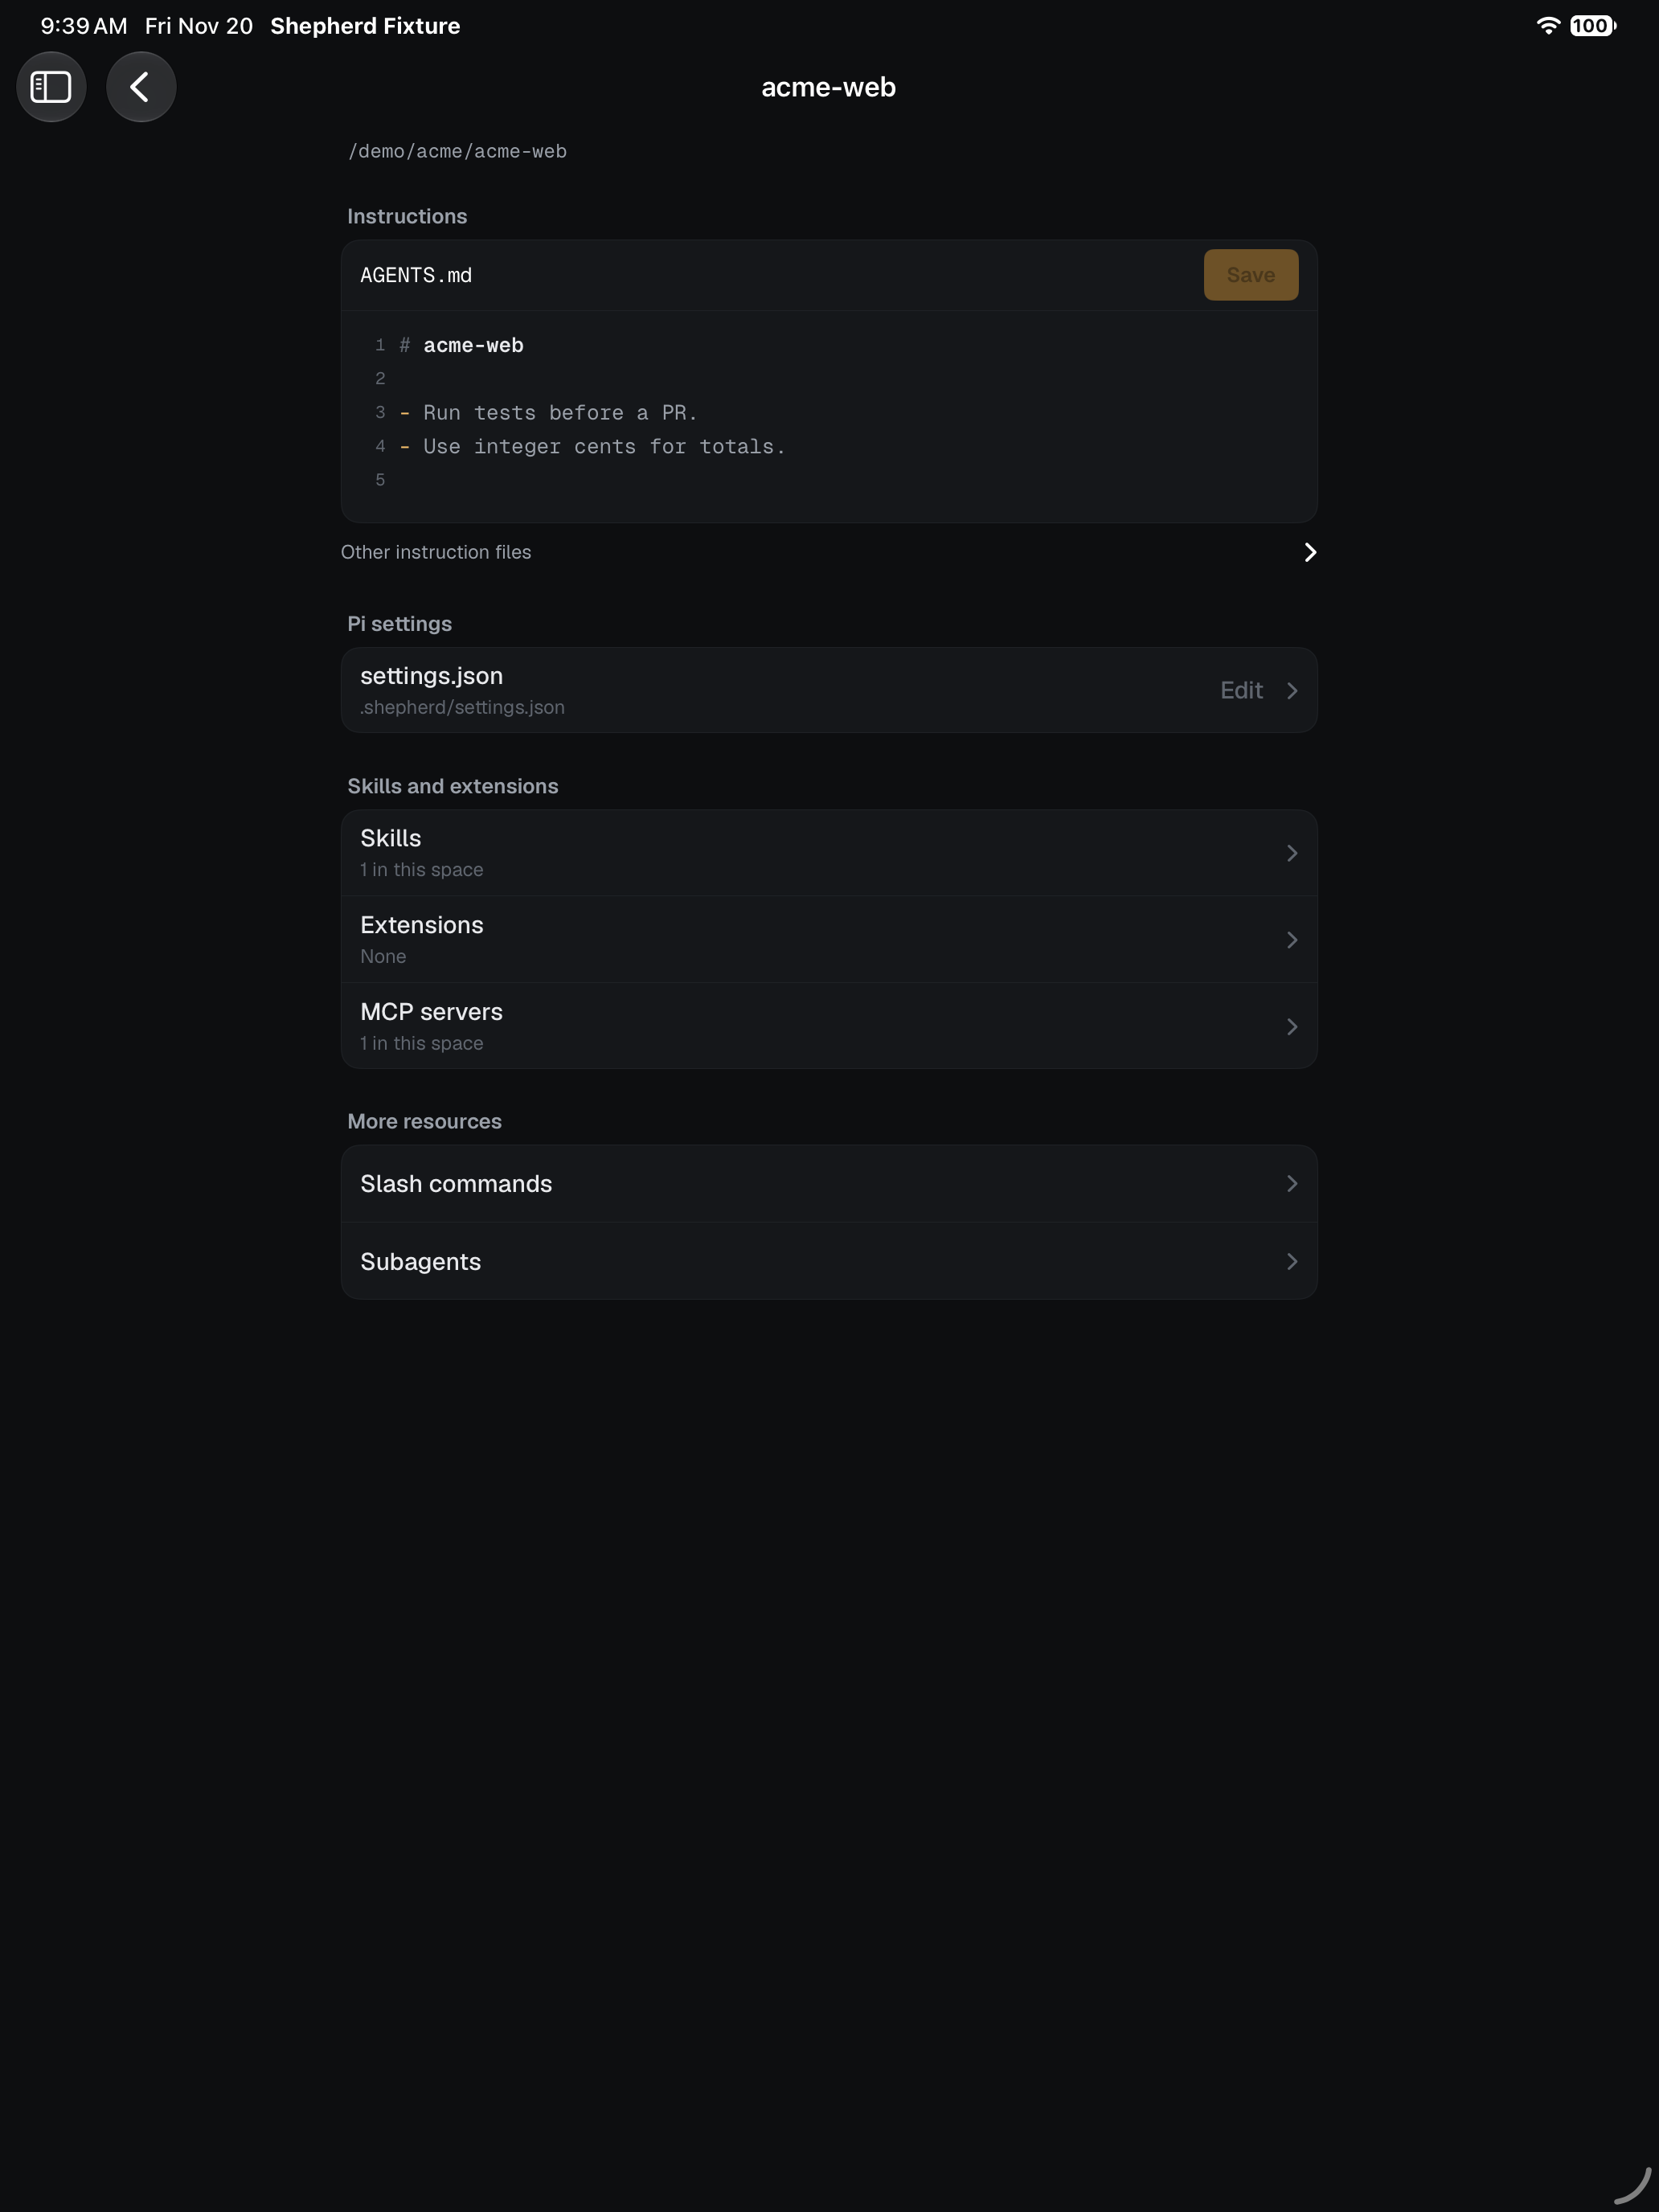 9:39 AM Fri Nov 20 Shepherd Fixture
100
acme-web
/demo/acme/acme-web
Instructions
AGENTS.md
Save
1 # acme-web
2
3 - Run tests before a PR.
4 - Use integer cents for totals.
5
Other instruction files
Pi settings
settings.json
.shepherd/settings.json
Edit
Skills and extensions
Skills
1 in this space
Extensions
None
MCP servers
1 in this space
More resources
Slash commands
Subagents